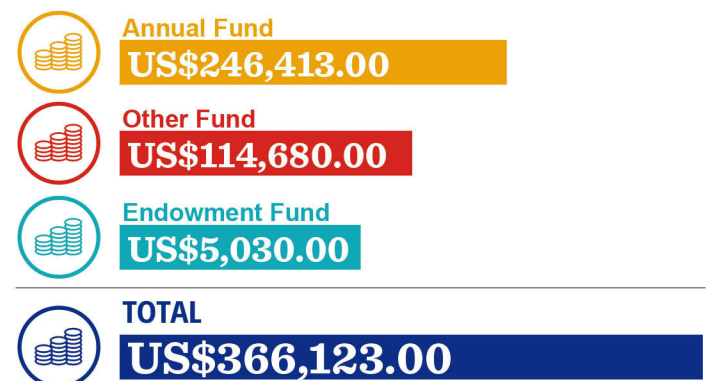 Annual Fund
US$246,413.00
Other Fund
US$114,680.00
Endowment Fund
US$5,030.00
TOTAL
US$366,123.00